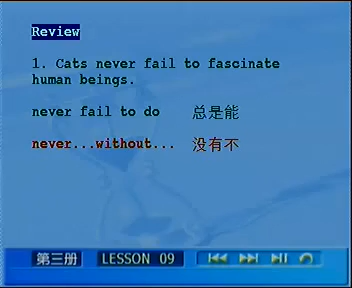 Review
1. Cats never fail to fascinate
human beings.
never fail to do 总是能
never...without... 没有不
第三册 LESSON 09